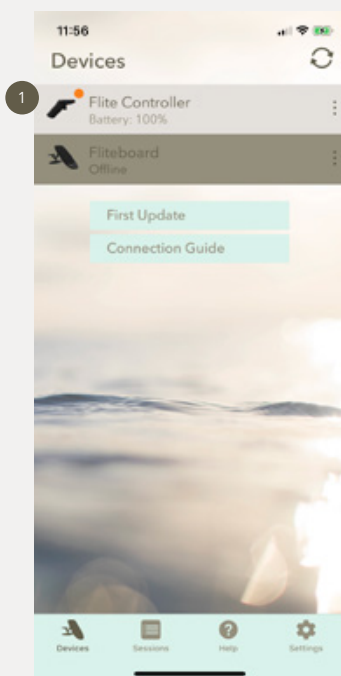 11:56
Devices
1
Flite Controller
Battery: 100%
Fliteboard
Offline
First Update
Connection Guide
Devices
Sessions
Help
Settings